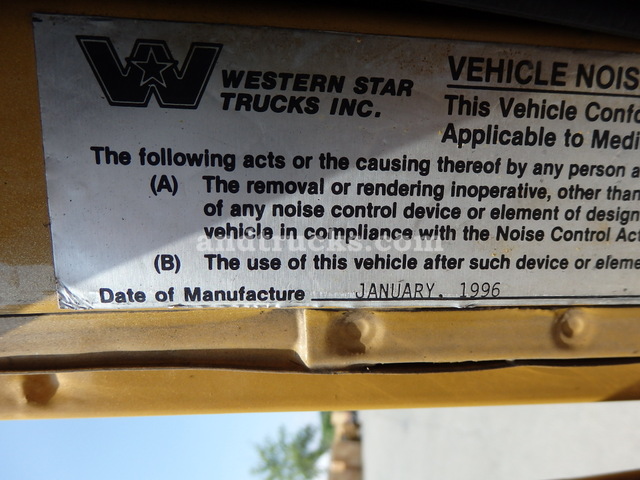 WESTERN STAR
TRUCKS INC.
VEHICLE NOIS
This Vehicle Confo
Applicable to Medi
The following acts or the causing thereof by any person a
(A) The removal or rendering inoperative, other than
of any noise control device or element of design
vehicle in compliance with the Noise Control Act
andtrucks.com
(B) The use of this vehicle after such device or eleme
Date of Manufacture JANUARY, 1996